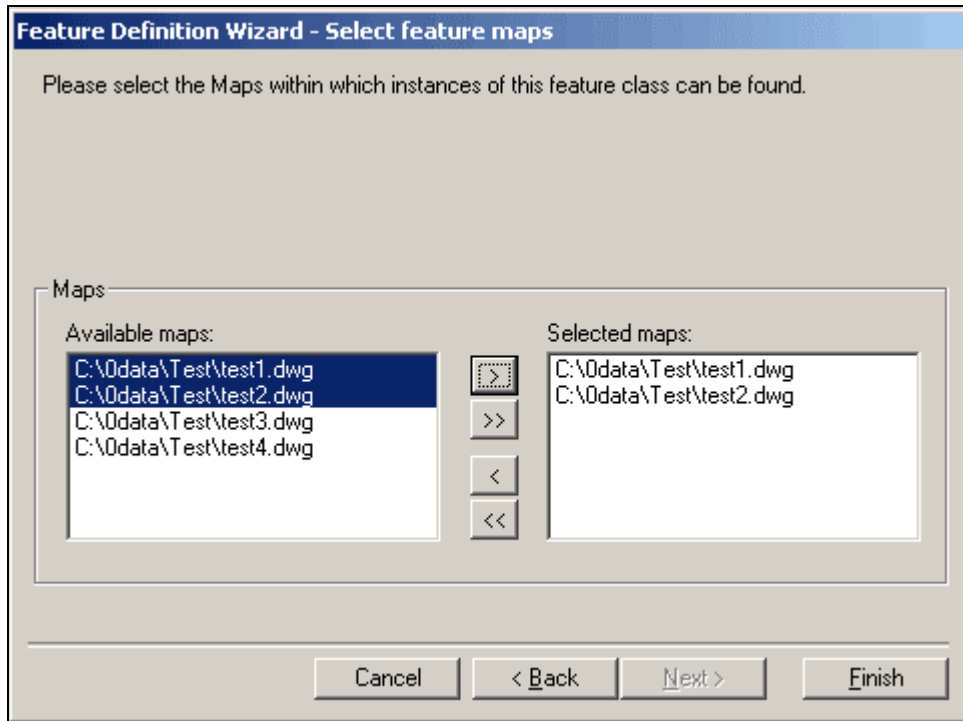 Feature Definition Wizard - Select feature maps
Please select the Maps within which instances of this feature class can be found.
Maps
Available maps:
C:\0data\Test\test1.dwg
C:\0data\Test\test2.dwg
C:\0data\Test\test3.dwg
C:\0data\Test\test4.dwg
>
>>
<
<<
Selected maps:
C:\0data\Test\test1.dwg
C:\0data\Test\test2.dwg
Cancel
< Back
Next >
Finish